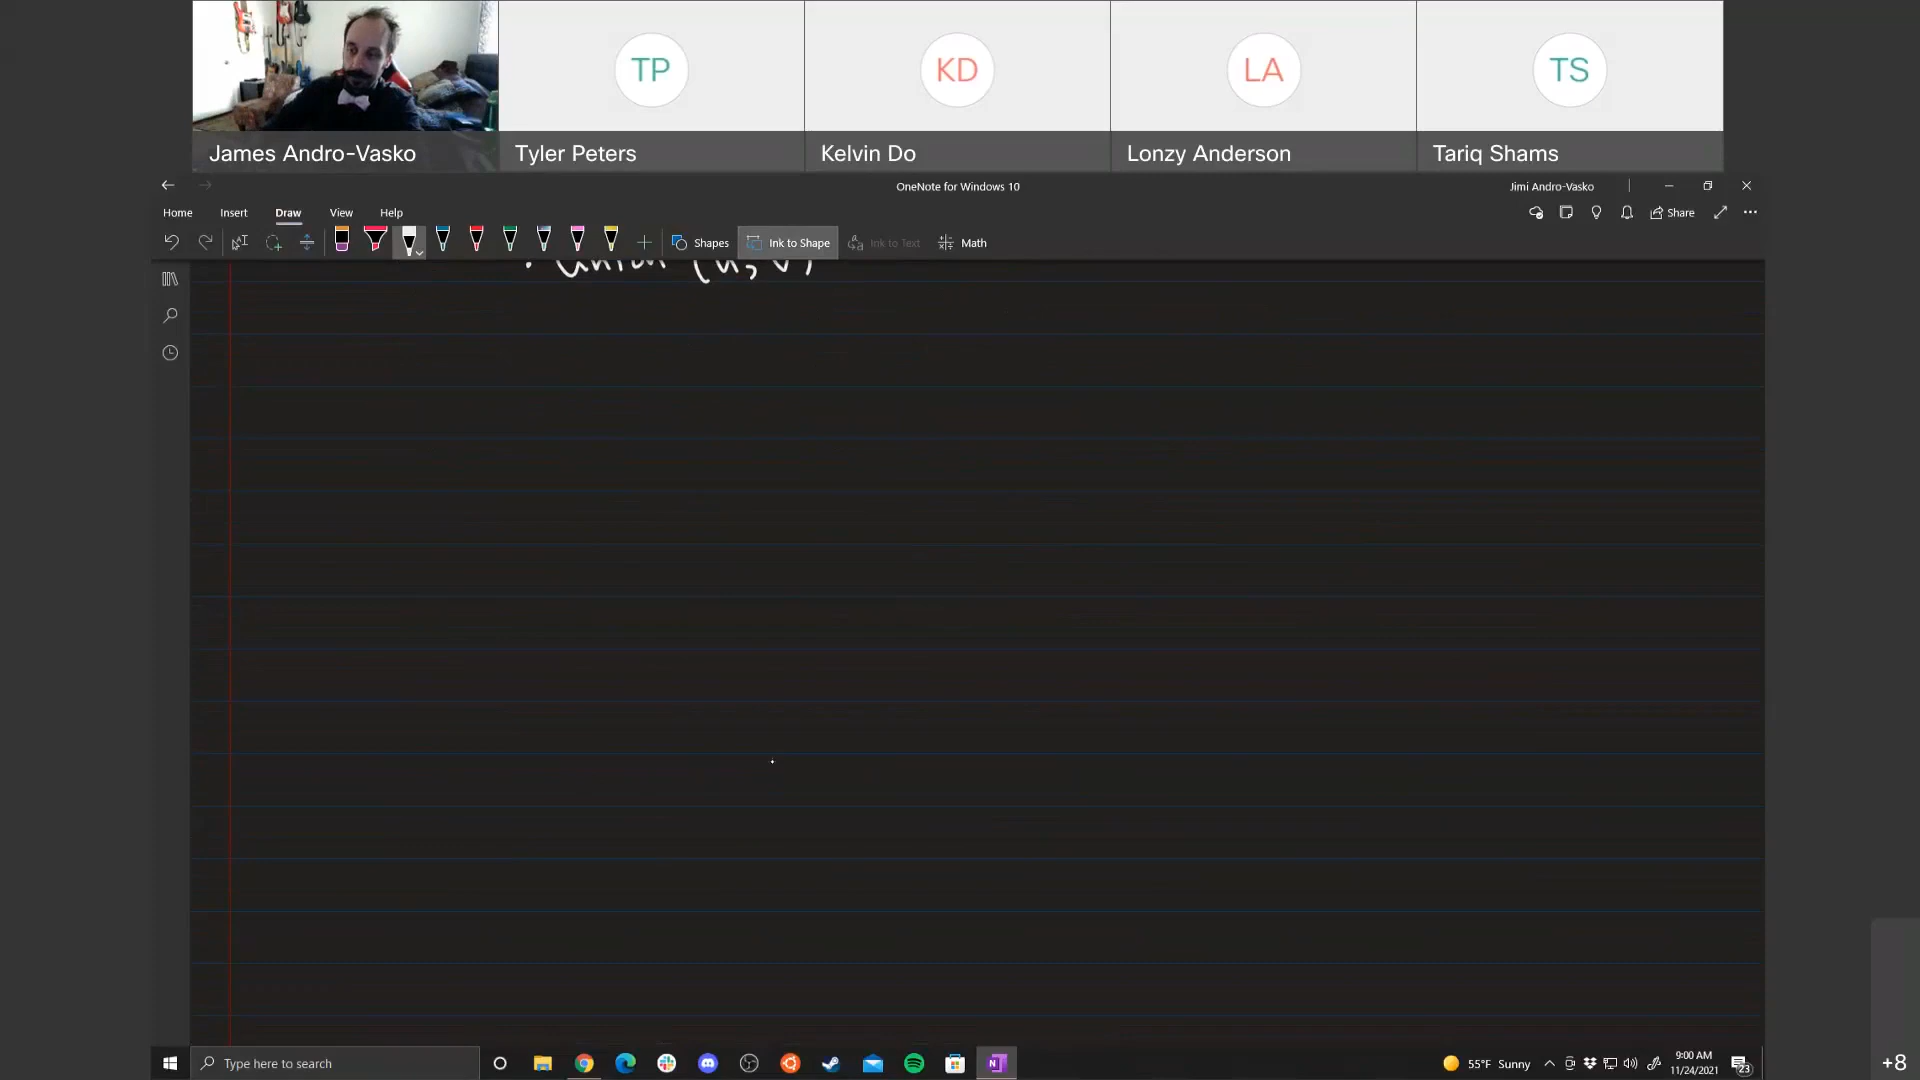 TP
KD
LA
TS
James Andro-Vasko
Tyler Peters
Kelvin Do
Lonzy Anderson
Tariq Shams
OneNote for Windows 10
Jimi Andro-Vasko
Home Insert Draw View Help
Share
Shapes Ink to Shape Ink to Text Math
. Union (u, v)
Type here to search
55°F Sunny
9:00 AM
11/24/2021
23
+8